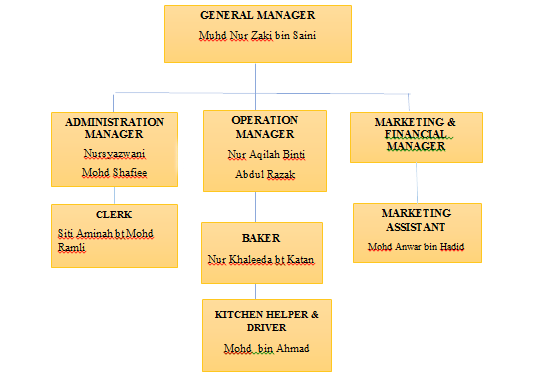 GENERAL MANAGER
Muhd Nur Zaki bin Saini
ADMINISTRATION
MANAGER
Nursyazwani
Mohd Shafiee
OPERATION
MANAGER
Nur Aqilah Binti
Abdul Razak
MARKETING &
FINANCIAL
MANAGER
CLERK
Siti Aminah bt Mohd
Ramli
BAKER
Nur Khaleeda bt Katan
MARKETING
ASSISTANT
Mohd Anwar bin Hadid
KITCHEN HELPER &
DRIVER
Mohd bin Ahmad